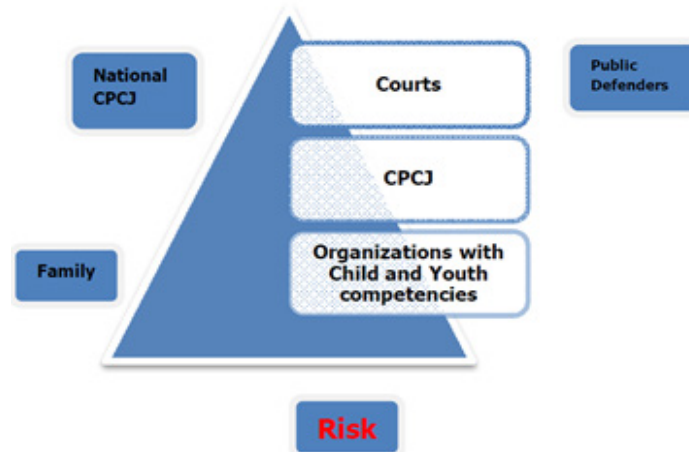 National
CPCJ
Courts
Public
Defenders
CPCJ
Family
Organizations with
Child and Youth
competencies
Risk